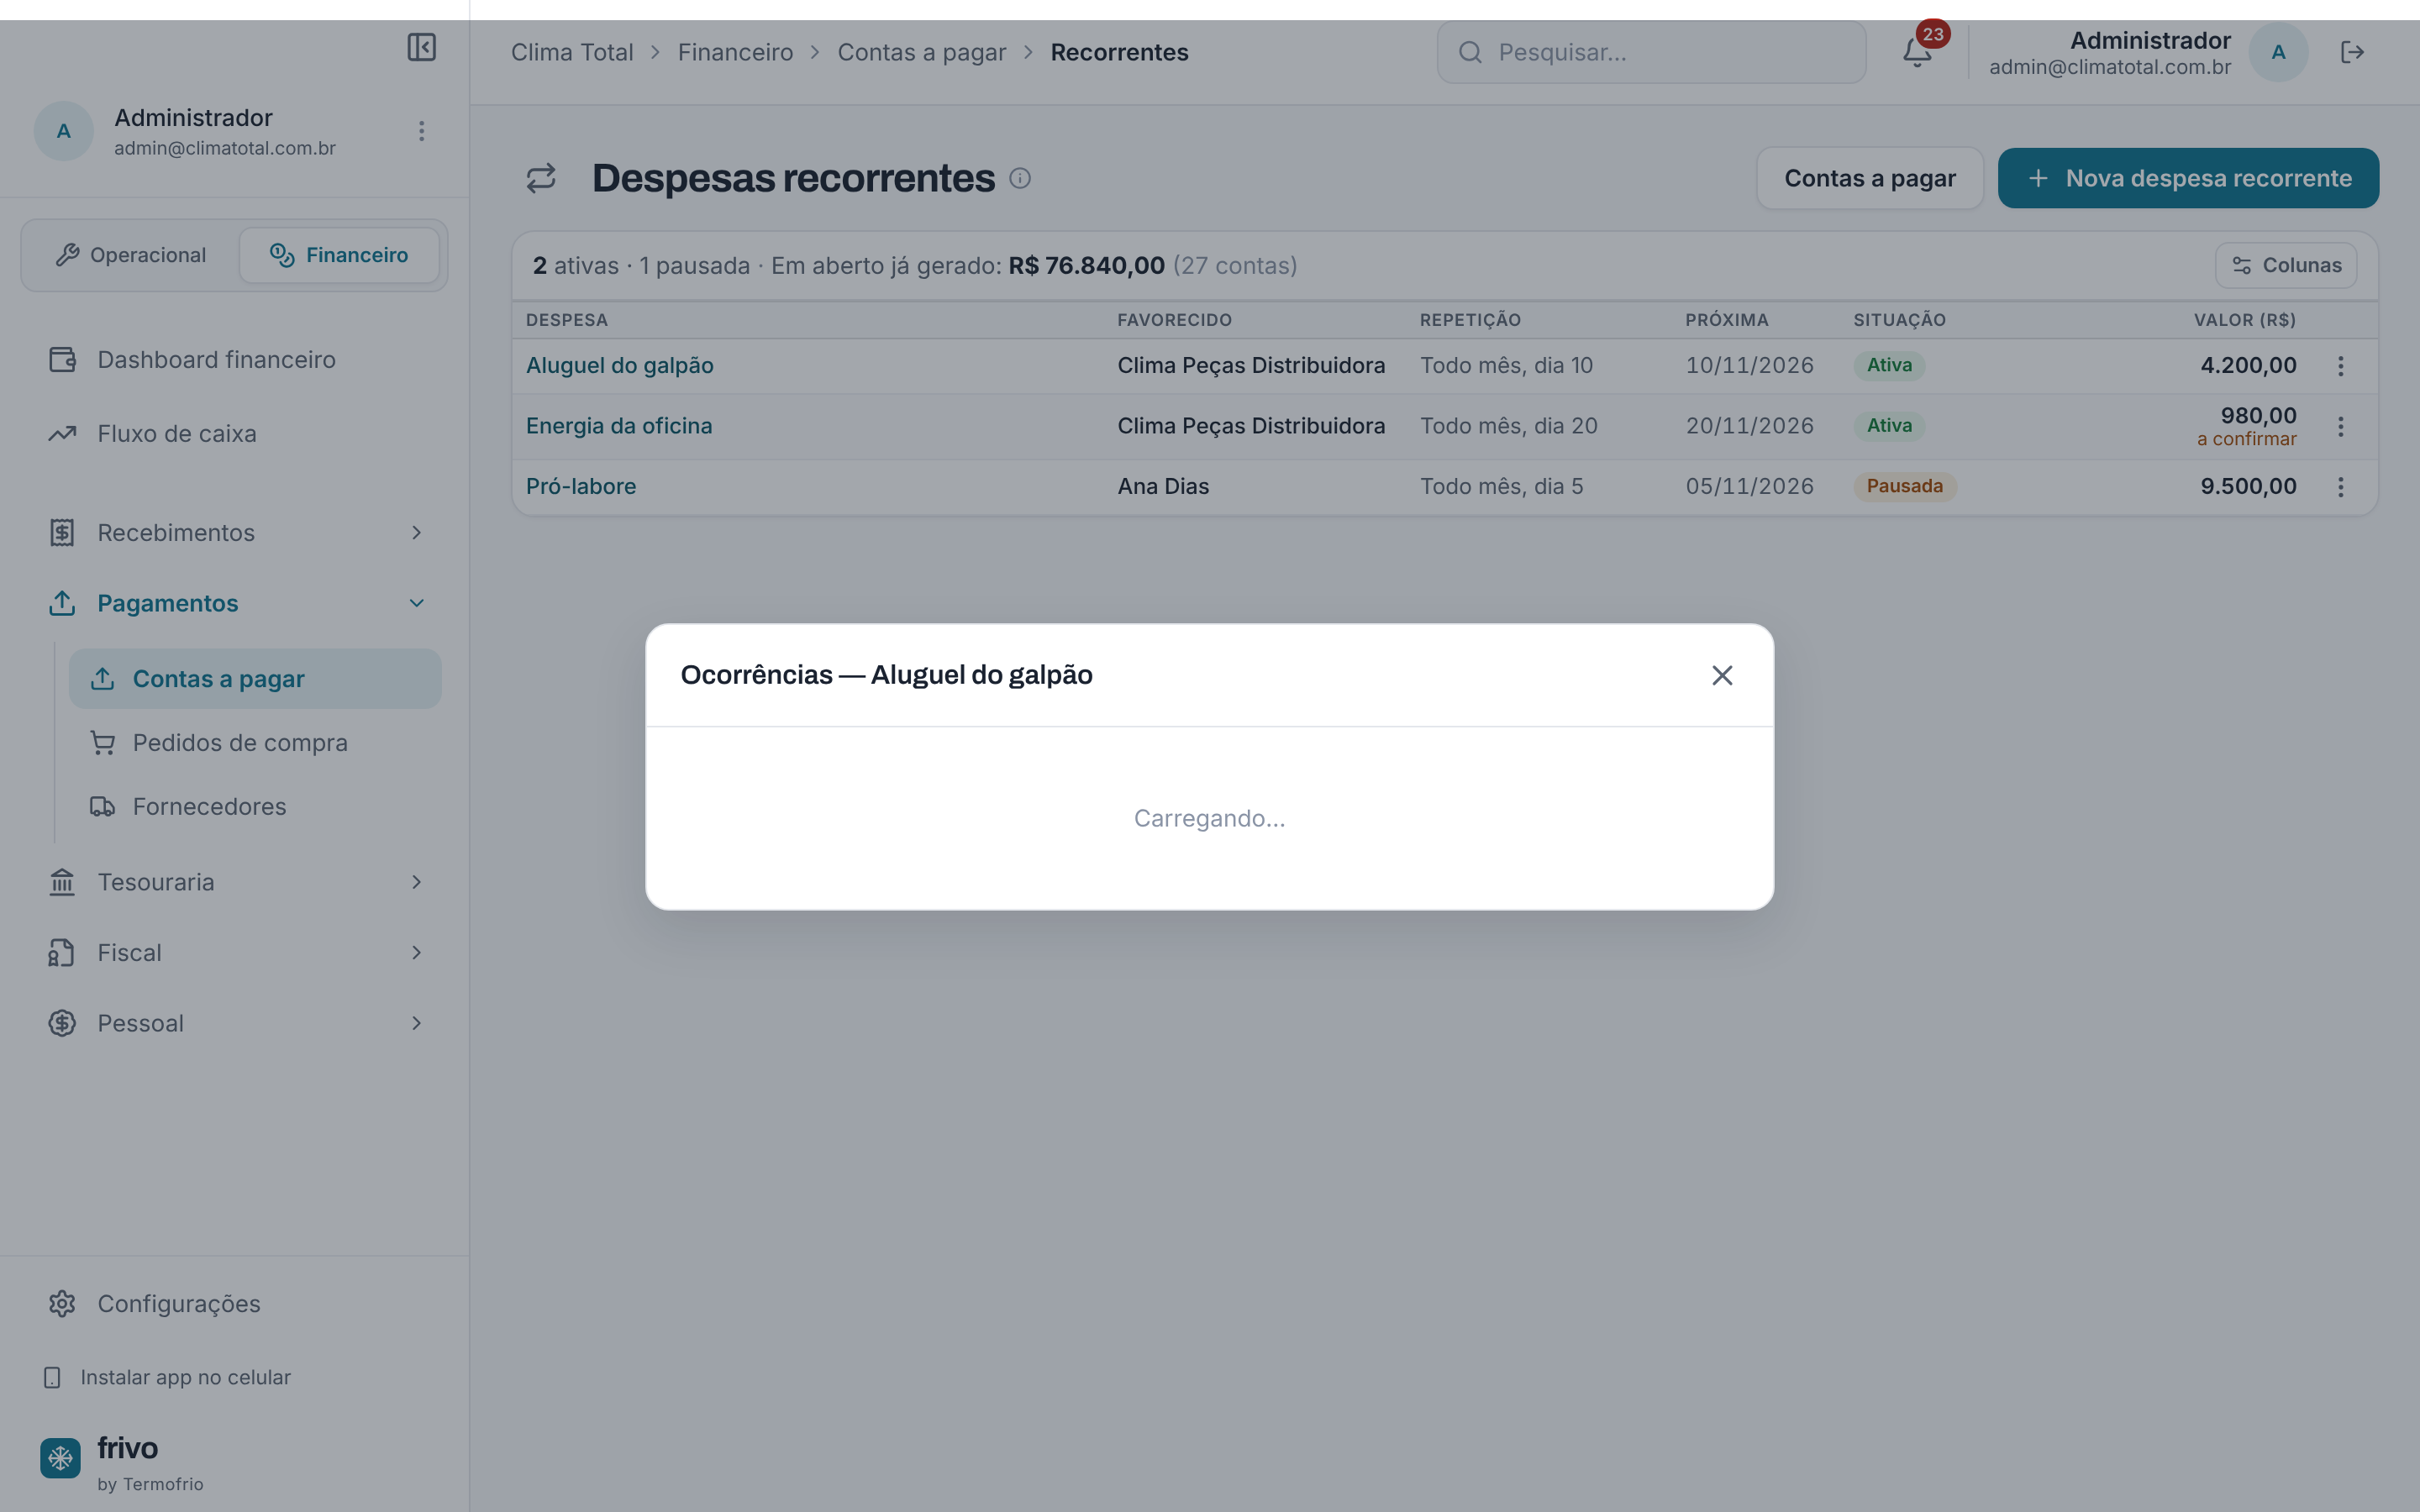 Administrador
admin@climatotal.com.br
A
Operacional
Financeiro
Dashboard financeiro
Fluxo de caixa
Recebimentos
Pagamentos
Contas a pagar
Pedidos de compra
Fornecedores
Tesouraria
Fiscal
Pessoal
Configurações
Instalar app no celular
frivo
by Termofrio
Clima Total > Financeiro > Contas a pagar > Recorrentes
Pesquisar...
23
Administrador
admin@climatotal.com.br
A
Despesas recorrentes
Contas a pagar
+ Nova despesa recorrente
2 ativas · 1 pausada · Em aberto já gerado: R$ 76.840,00 (27 contas)
Colunas
DESPESA FAVORECIDO REPETIÇÃO PRÓXIMA SITUAÇÃO VALOR (R$)
Aluguel do galpão Clima Peças Distribuidora Todo mês, dia 10 10/11/2026 Ativa 4.200,00
Energia da oficina Clima Peças Distribuidora Todo mês, dia 20 20/11/2026 Ativa 980,00
a confirmar
Pró-labore Ana Dias Todo mês, dia 5 05/11/2026 Pausada 9.500,00
Ocorrências — Aluguel do galpão
Carregando...